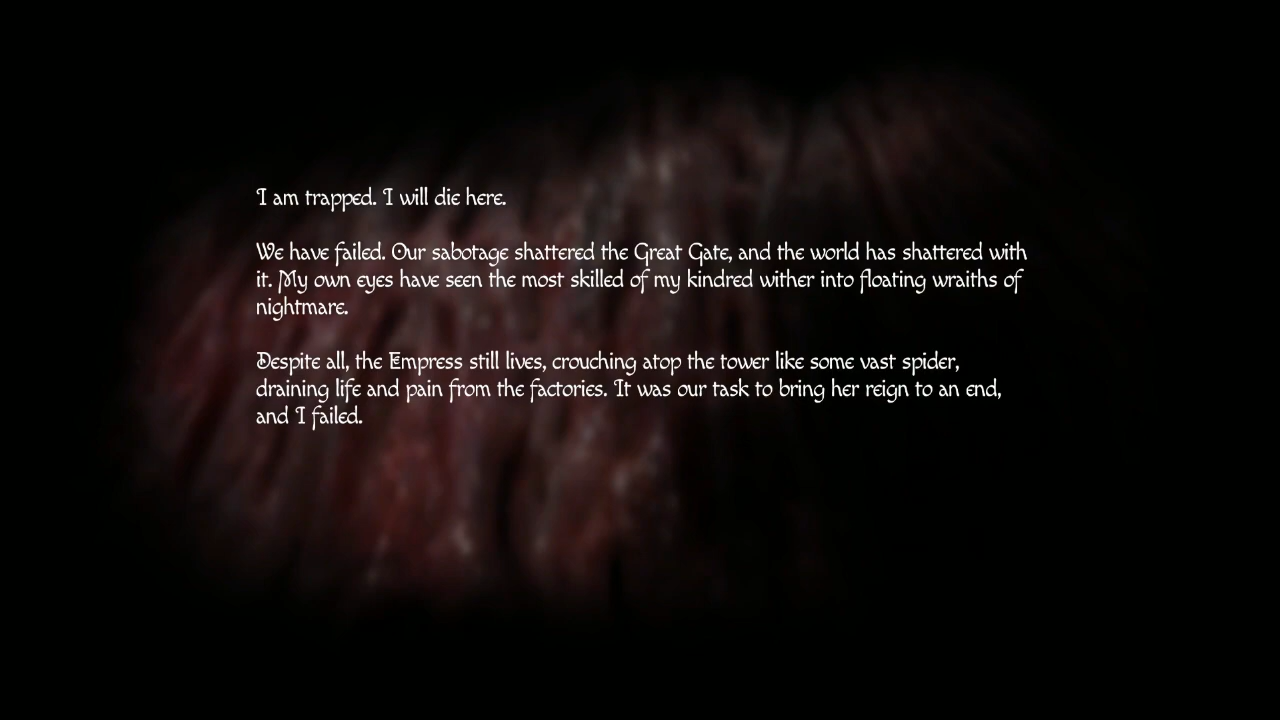 I am trapped. I will die here.
We have failed. Our sabotage shattered the Great Gate, and the world has shattered with
it. My own eyes have seen the most skilled of my kindred wither into floating wraiths of
nightmare.
Despite all, the Empress still lives, crouching atop the tower like some vast spider,
draining life and pain from the factories. It was our task to bring her reign to an end,
and I failed.